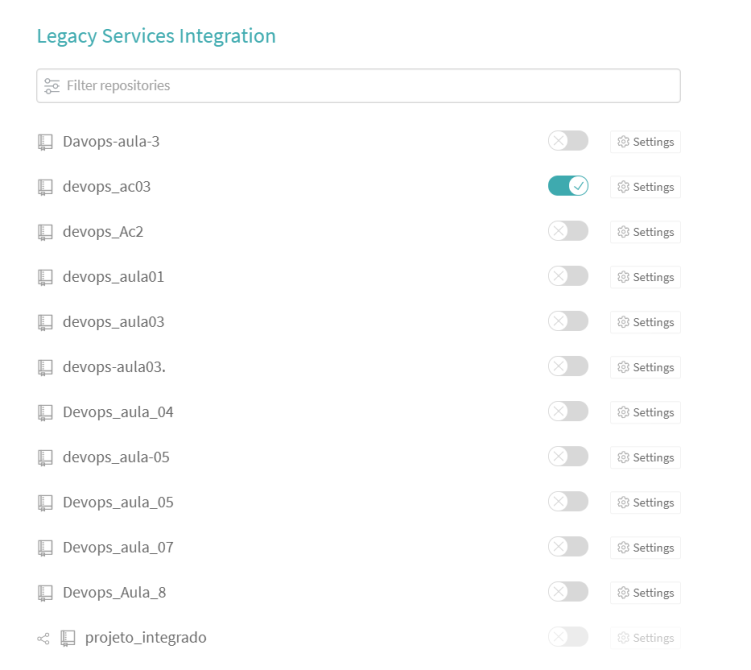 Legacy Services Integration
Filter repositories
Davops-aula-3 Settings
devops_ac03 Settings
devops_Ac2 Settings
devops_aula01 Settings
devops_aula03 Settings
devops-aula03. Settings
Devops_aula_04 Settings
devops_aula-05 Settings
Devops_aula_05 Settings
Devops_aula_07 Settings
Devops_Aula_8 Settings
projeto_integrado Settings